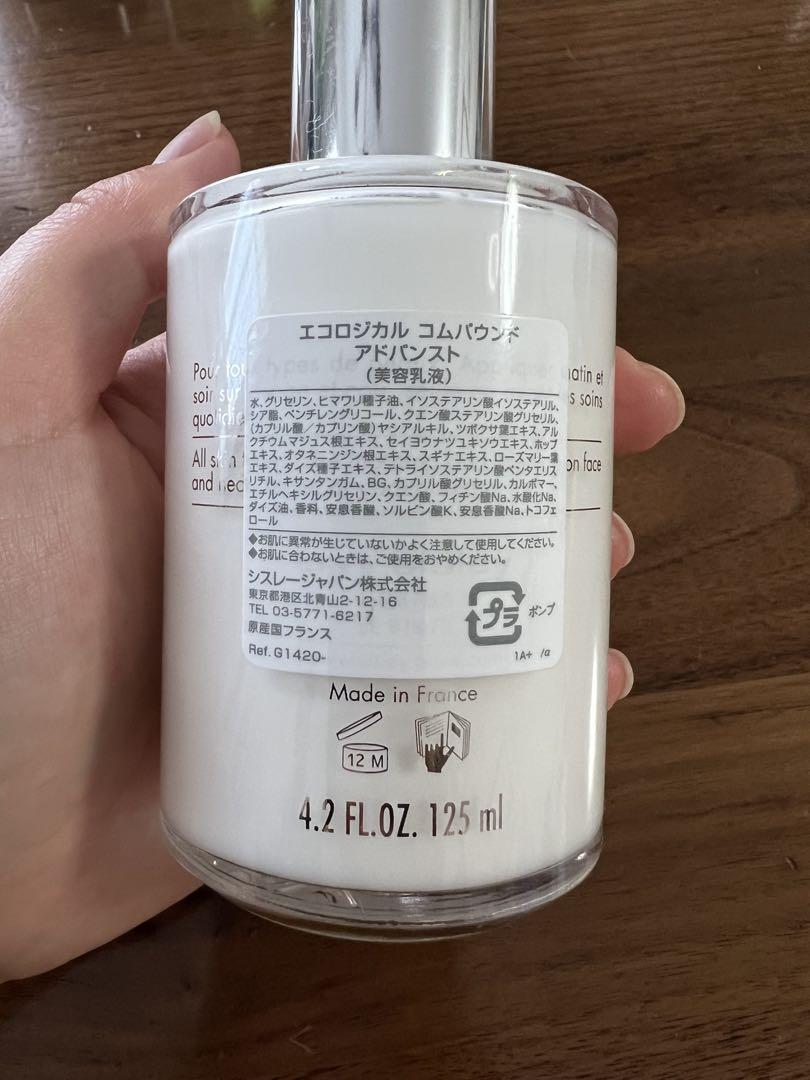 エコロジカル コムパウンド
アドバンスト
(美容乳液)
Pour tou
natin et
soir sur
s soins
quotidie
All skin
on face
and nec
水、グリセリン、ヒマワリ種子油、イソステアリン酸イソステアリル、
シア脂、ペンチレングリコール、クエン酸ステアリン酸グリセリル、
(カプリル酸/カプリン酸)ヤシアルキル、ツボクサ葉エキス、アル
クチウムマジュス根エキス、セイヨウナツユキソウエキス、ホップ
エキス、オタネニンジン根エキス、スギナエキス、ローズマリー葉
エキス、ダイズ種子エキス、テトライソステアリン酸ペンタエリス
リチル、キサンタンガム、BG、カプリル酸グリセリル、カルボマー、
エチルヘキシルグリセリン、クエン酸、フィチン酸Na、水酸化Na、
ダイズ油、香料、安息香酸、ソルビン酸K、安息香酸Na、トコフェ
ロール
◆お肌に異常が生じていないかよく注意して使用してください。
◆お肌に合わないときは、ご使用をおやめください。
シスレージャパン株式会社
東京都港区北青山2-12-16
TEL 03-5771-6217
原産国フランス
Ref. G1420-
プラ
ポンプ
1A+ /α
Made in France
12 M
4.2 FL.OZ. 125 ml